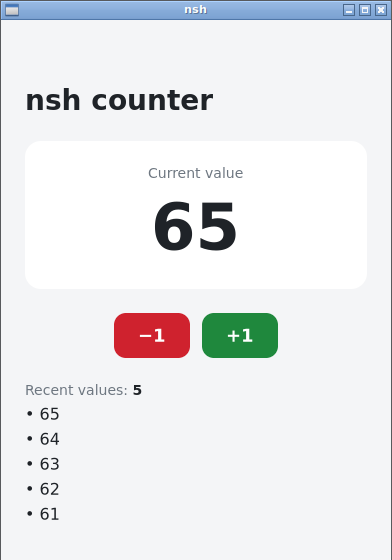 nsh
nsh counter
Current value
65
−1 +1
Recent values: 5
• 65
• 64
• 63
• 62
• 61